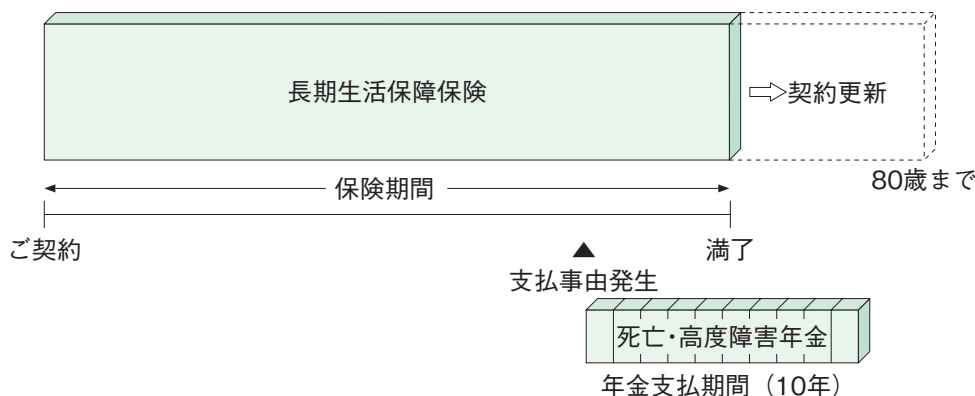 長期生活保障保険
契約更新
80歳まで
保険期間
ご契約
満了
支払事由発生
死亡・高度障害年金
年金支払期間（10年）